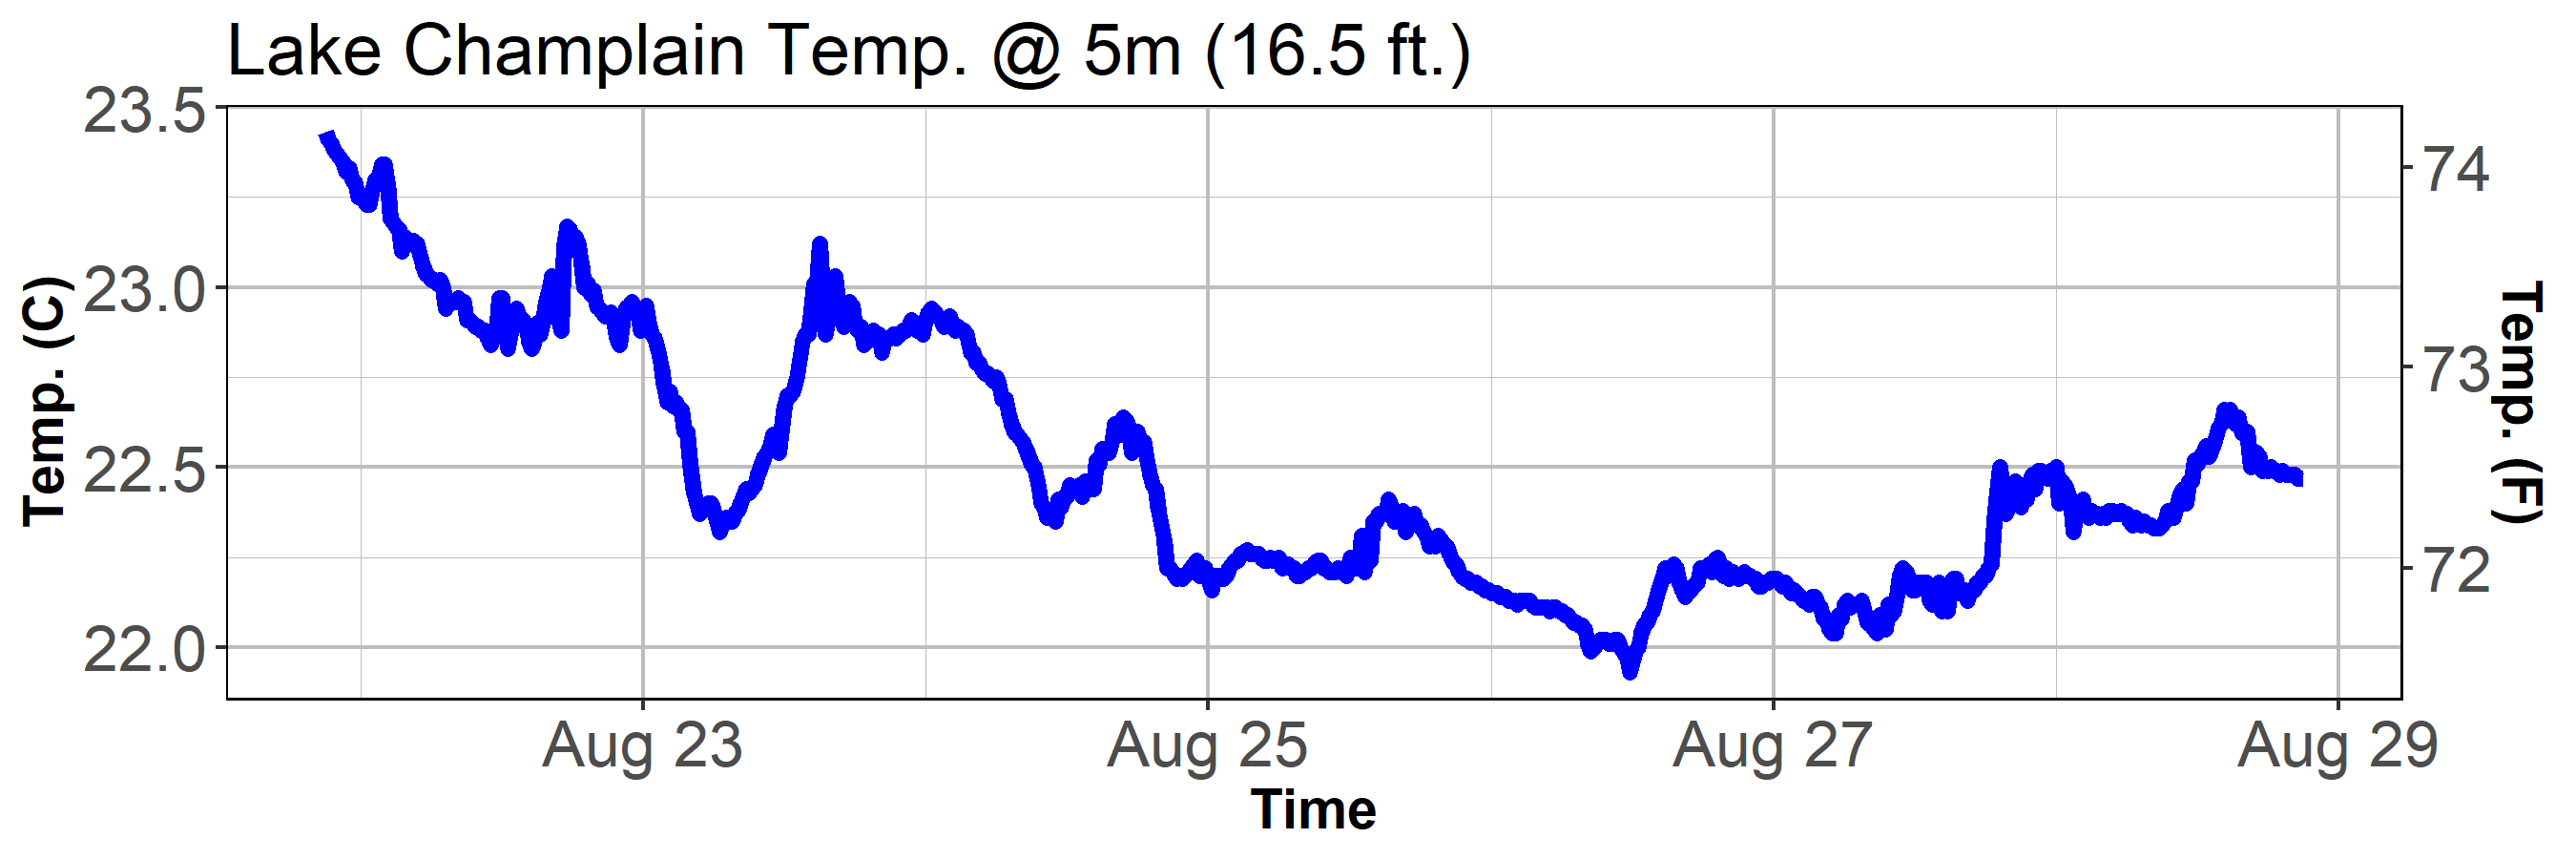 Lake Champlain Temp. @ 5m (16.5 ft.)
23.5
23.0
22.5
22.0
Temp. (C)
74
73
72
Temp. (F)
Aug 23 Aug 25 Aug 27 Aug 29
Time